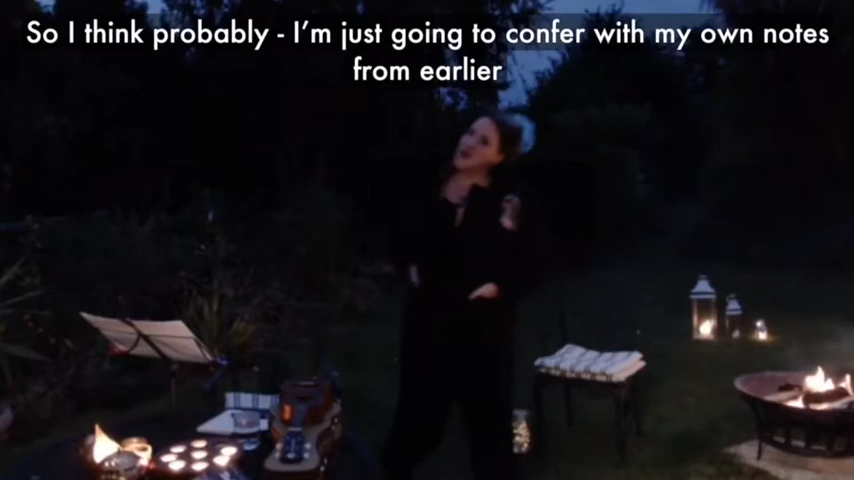 So I think probably - I'm just going to confer with my own notes
from earlier